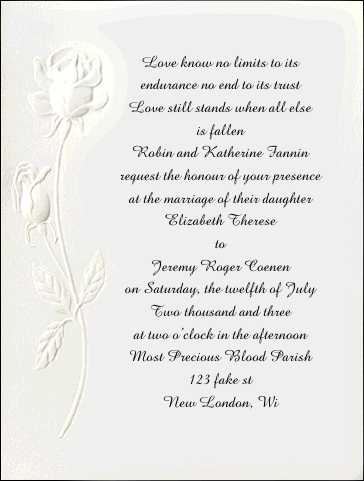 Love know no limits to its
endurance no end to its trust
Love still stands when all else
is fallen
Robin and Katherine Fannin
request the honour of your presence
at the marriage of their daughter
Elizabeth Therese
to
Jeremy Roger Coenen
on Saturday, the twelfth of July
Two thousand and three
at two o'clock in the afternoon
Most Precious Blood Parish
123 fake st
New London, Wi